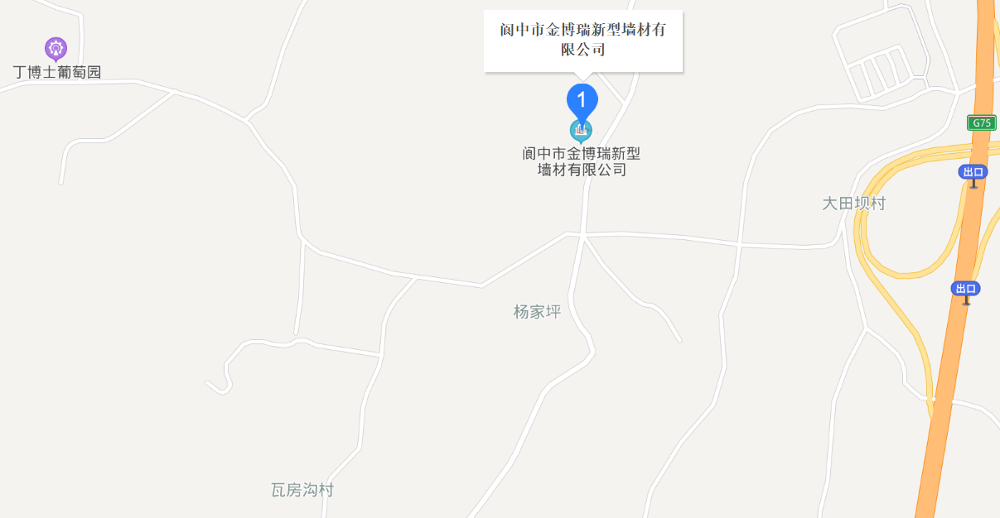 阆中市金博瑞新型墙材有
限公司
丁博士葡萄园
1
G75
阆中市金博瑞新型
墙材有限公司
出口
大田坝村
出口
杨家坪
瓦房沟村